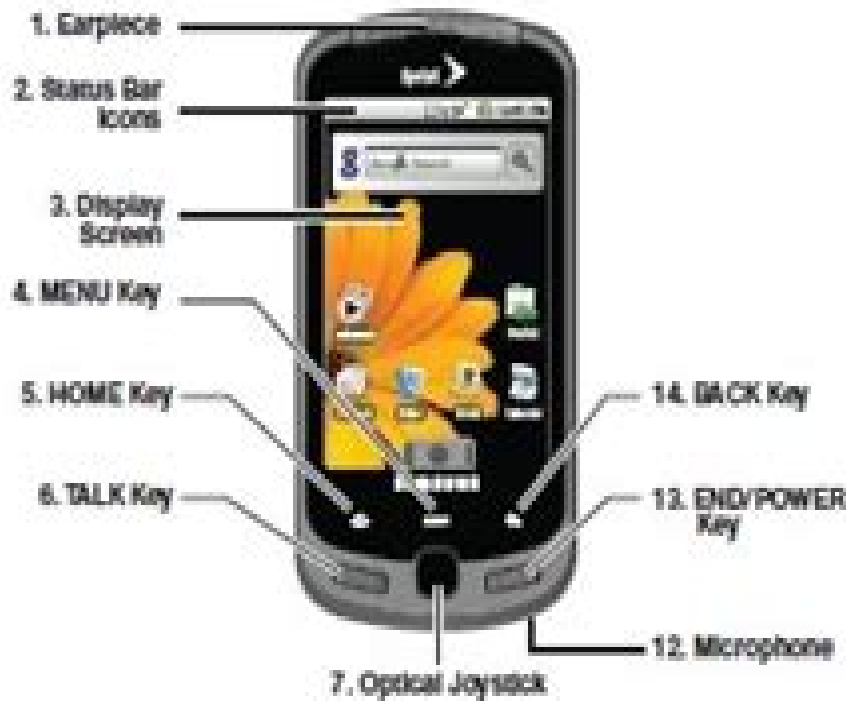 1. Earpiece
2. Status Bar
Icons
3. Display
Screen
4. MENU Key
5. HOME Key
6. TALK Key
7. Optical Joystick
Sprint
14. BACK Key
13. END/POWER
Key
12. Microphone